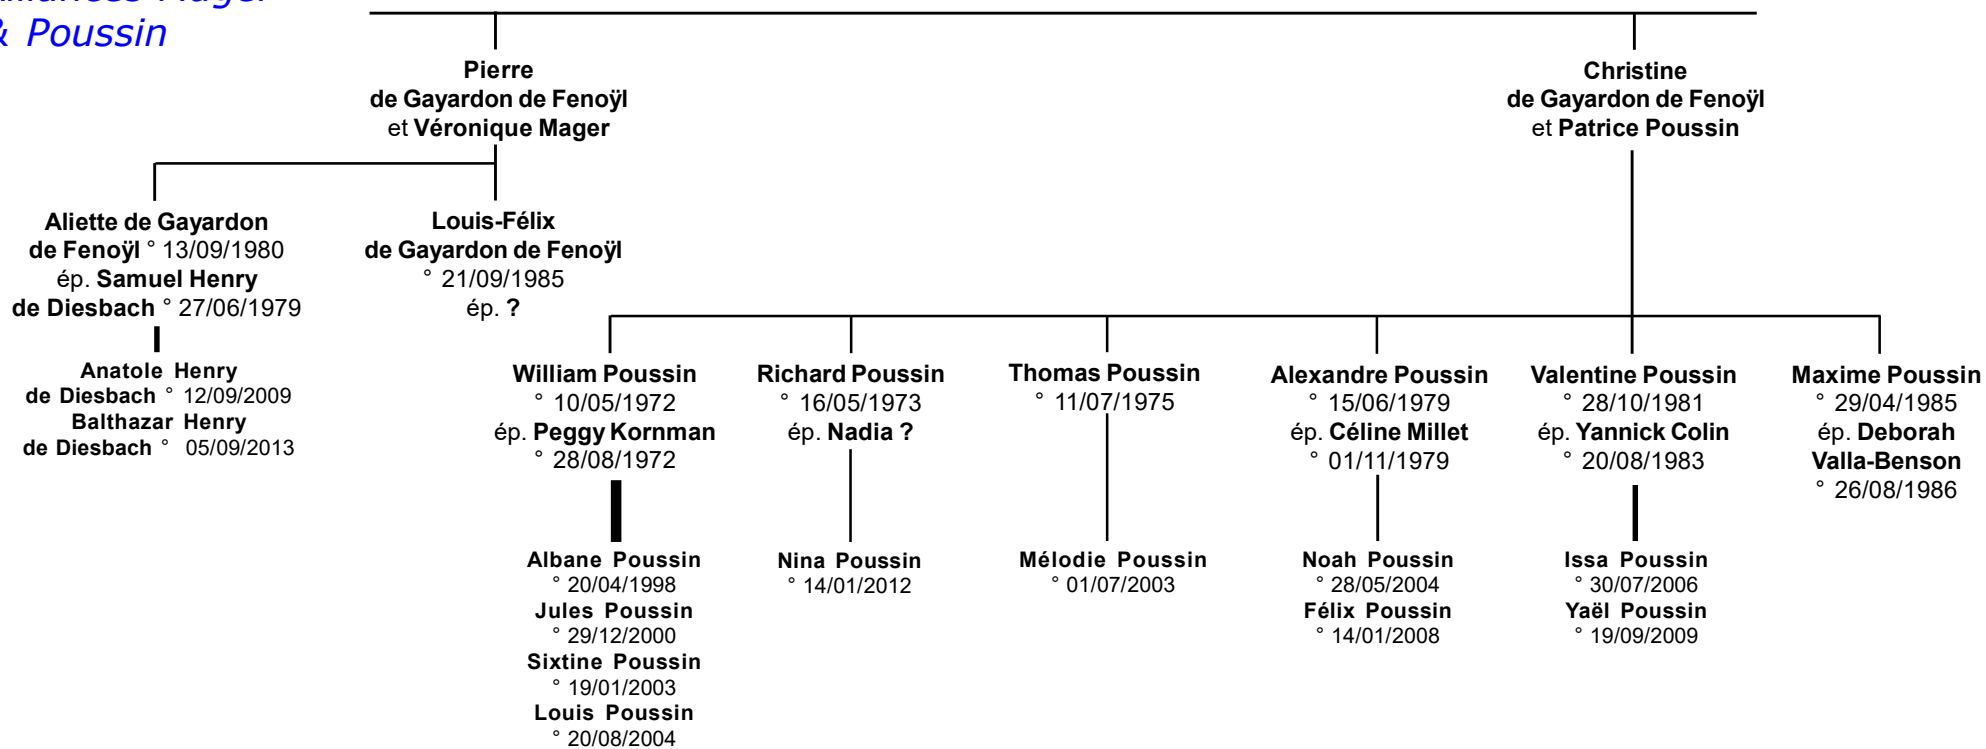 & Poussin
Pierre
de Gayardon de Fenoÿl
et Véronique Mager
Christine
de Gayardon de Fenoÿl
et Patrice Poussin
Aliette de Gayardon
de Fenoÿl ° 13/09/1980
ép. Samuel Henry
de Diesbach ° 27/06/1979
Anatole Henry
de Diesbach ° 12/09/2009
Balthazar Henry
de Diesbach ° 05/09/2013
Louis-Félix
de Gayardon de Fenoÿl
° 21/09/1985
ép. ?
William Poussin
° 10/05/1972
ép. Peggy Kornman
° 28/08/1972
Albane Poussin
° 20/04/1998
Jules Poussin
° 29/12/2000
Sixtine Poussin
° 19/01/2003
Louis Poussin
° 20/08/2004
Richard Poussin
° 16/05/1973
ép. Nadia ?
Nina Poussin
° 14/01/2012
Thomas Poussin
° 11/07/1975
Mélodie Poussin
° 01/07/2003
Alexandre Poussin
° 15/06/1979
ép. Céline Millet
° 01/11/1979
Noah Poussin
° 28/05/2004
Félix Poussin
° 14/01/2008
Valentine Poussin
° 28/10/1981
ép. Yannick Colin
° 20/08/1983
Issa Poussin
° 30/07/2006
Yaël Poussin
° 19/09/2009
Maxime Poussin
° 29/04/1985
ép. Deborah
Valla-Benson
° 26/08/1986